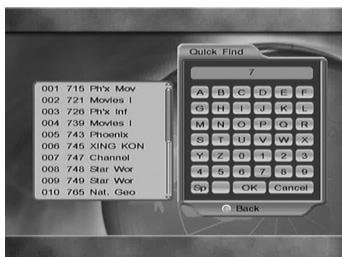 Quick Find
7
A B C D E F
G H I J K L
M N O P Q R
S T U V W X
Y Z 0 1 2 3
4 5 6 7 8 9
Sp OK Cancel
Back
001 715 Ph'x Mov
002 721 Movies I
003 726 Ph'x Inf
004 739 Movies I
005 743 Phoenix
006 745 XING KON
007 747 Channel
008 748 Star Wor
009 749 Star Wor
010 765 Nat. Geo